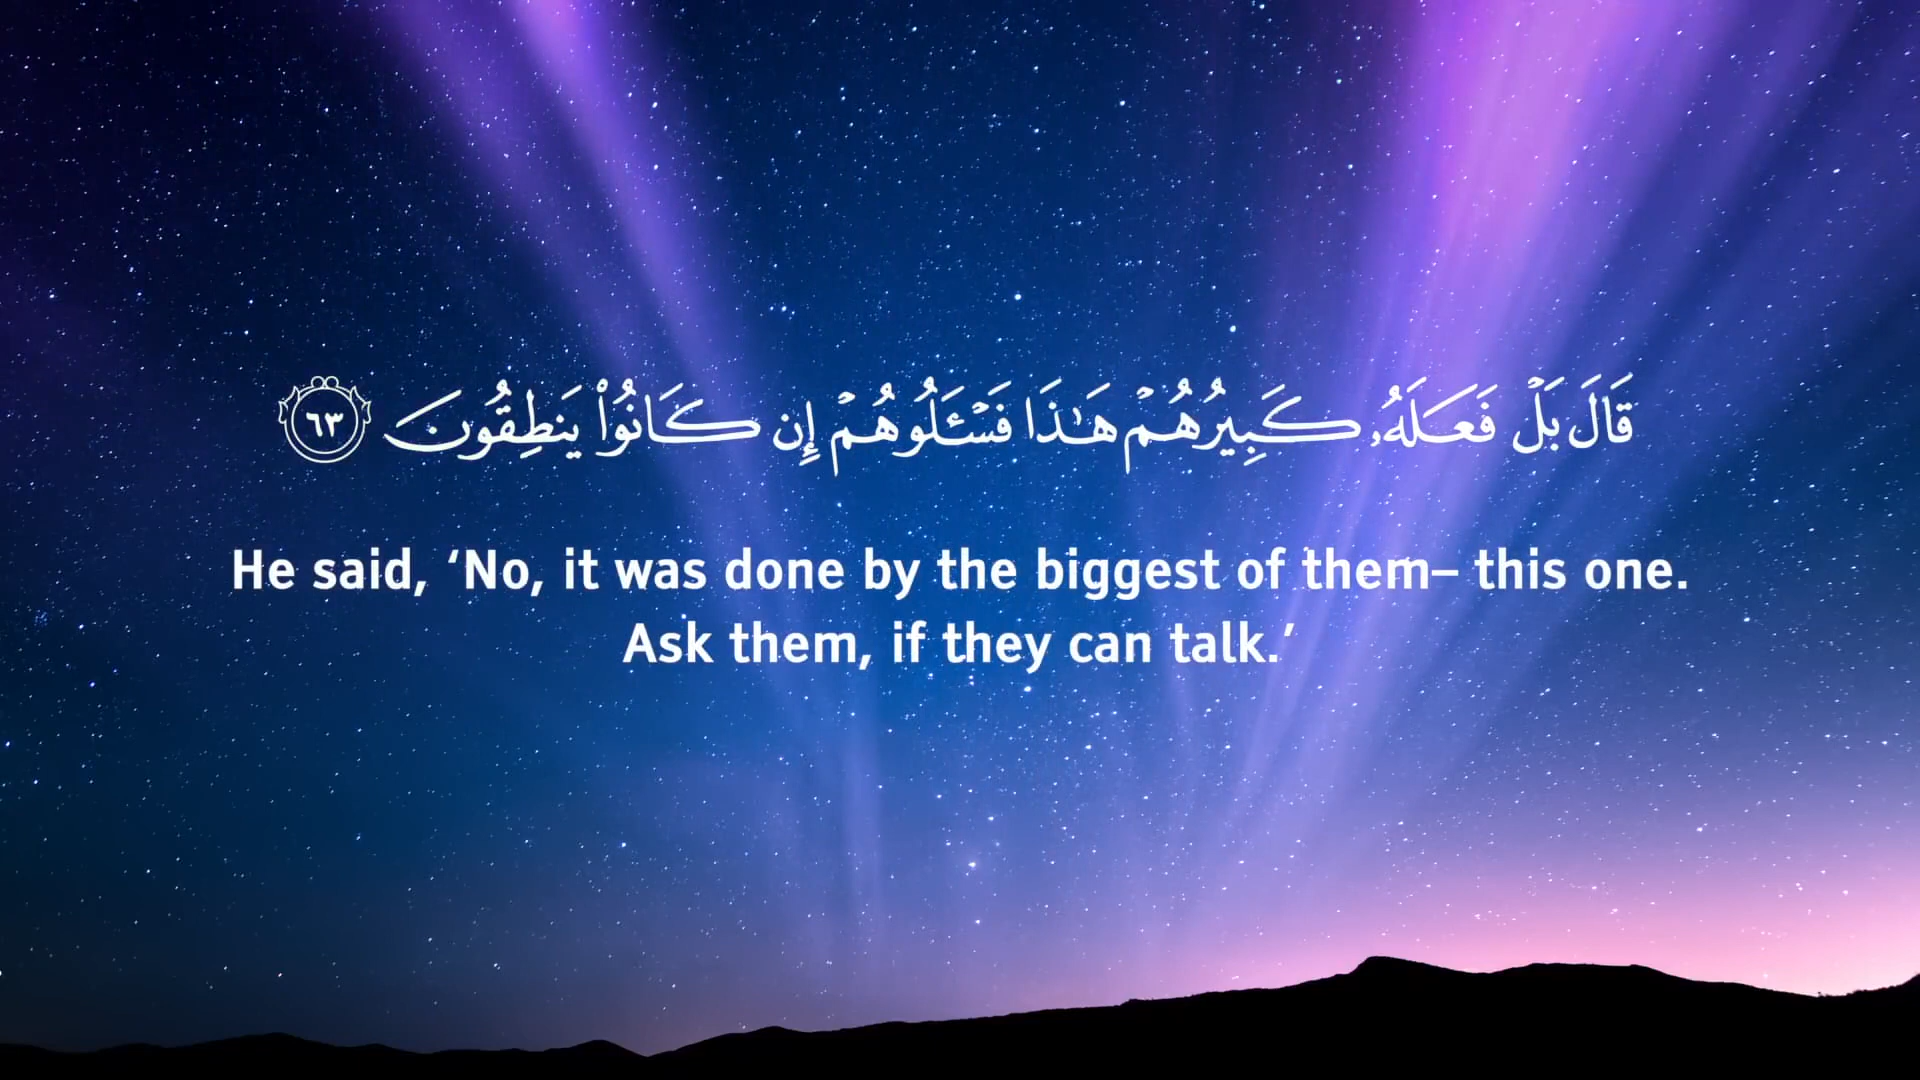 قَالَ بَلْ فَعَلَهُۥ كَبِيرُهُمْ هَـٰذَا فَسْـَٔلُوهُمْ إِن كَانُوا۟ يَنطِقُونَ ٦٣
He said, ‘No, it was done by the biggest of them– this one.
Ask them, if they can talk.’